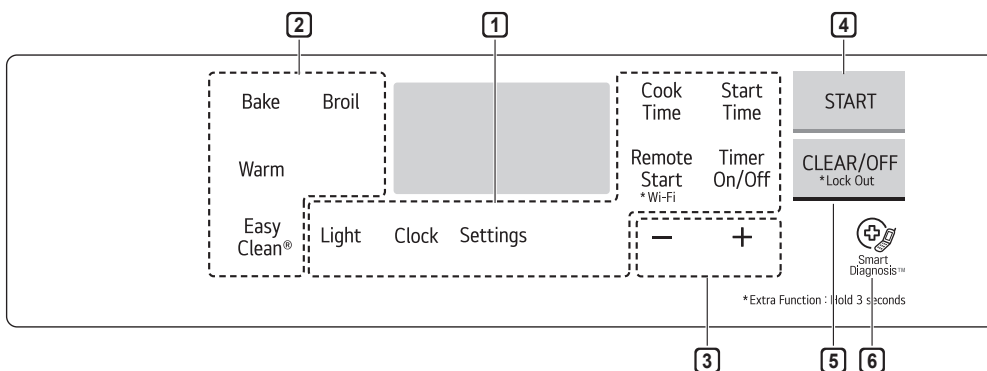 2
1
4
Bake
Broil
Cook
Time
Start
Time
START
Warm
Remote
Start
* Wi-Fi
Timer
On/Off
CLEAR/OFF
*Lock Out
Easy
Clean®
Light
Clock
Settings
−
+
Smart
Diagnosis™
*Extra Function : Hold 3 seconds
3
5
6